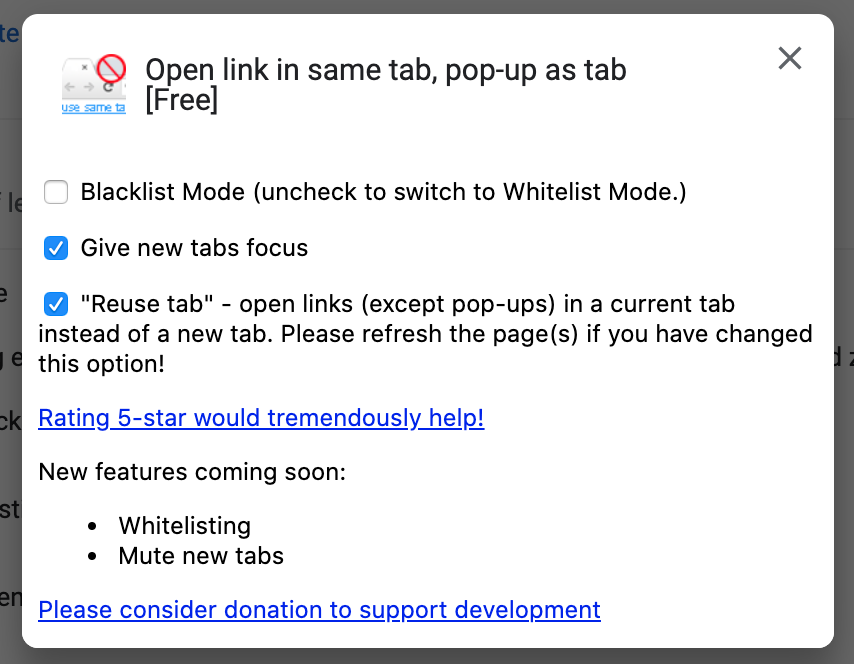 Open link in same tab, pop-up as tab
[Free]
use same ta
Blacklist Mode (uncheck to switch to Whitelist Mode.)
Give new tabs focus
"Reuse tab" - open links (except pop-ups) in a current tab
instead of a new tab. Please refresh the page(s) if you have changed
this option!
Rating 5-star would tremendously help!
New features coming soon:
• Whitelisting
• Mute new tabs
Please consider donation to support development